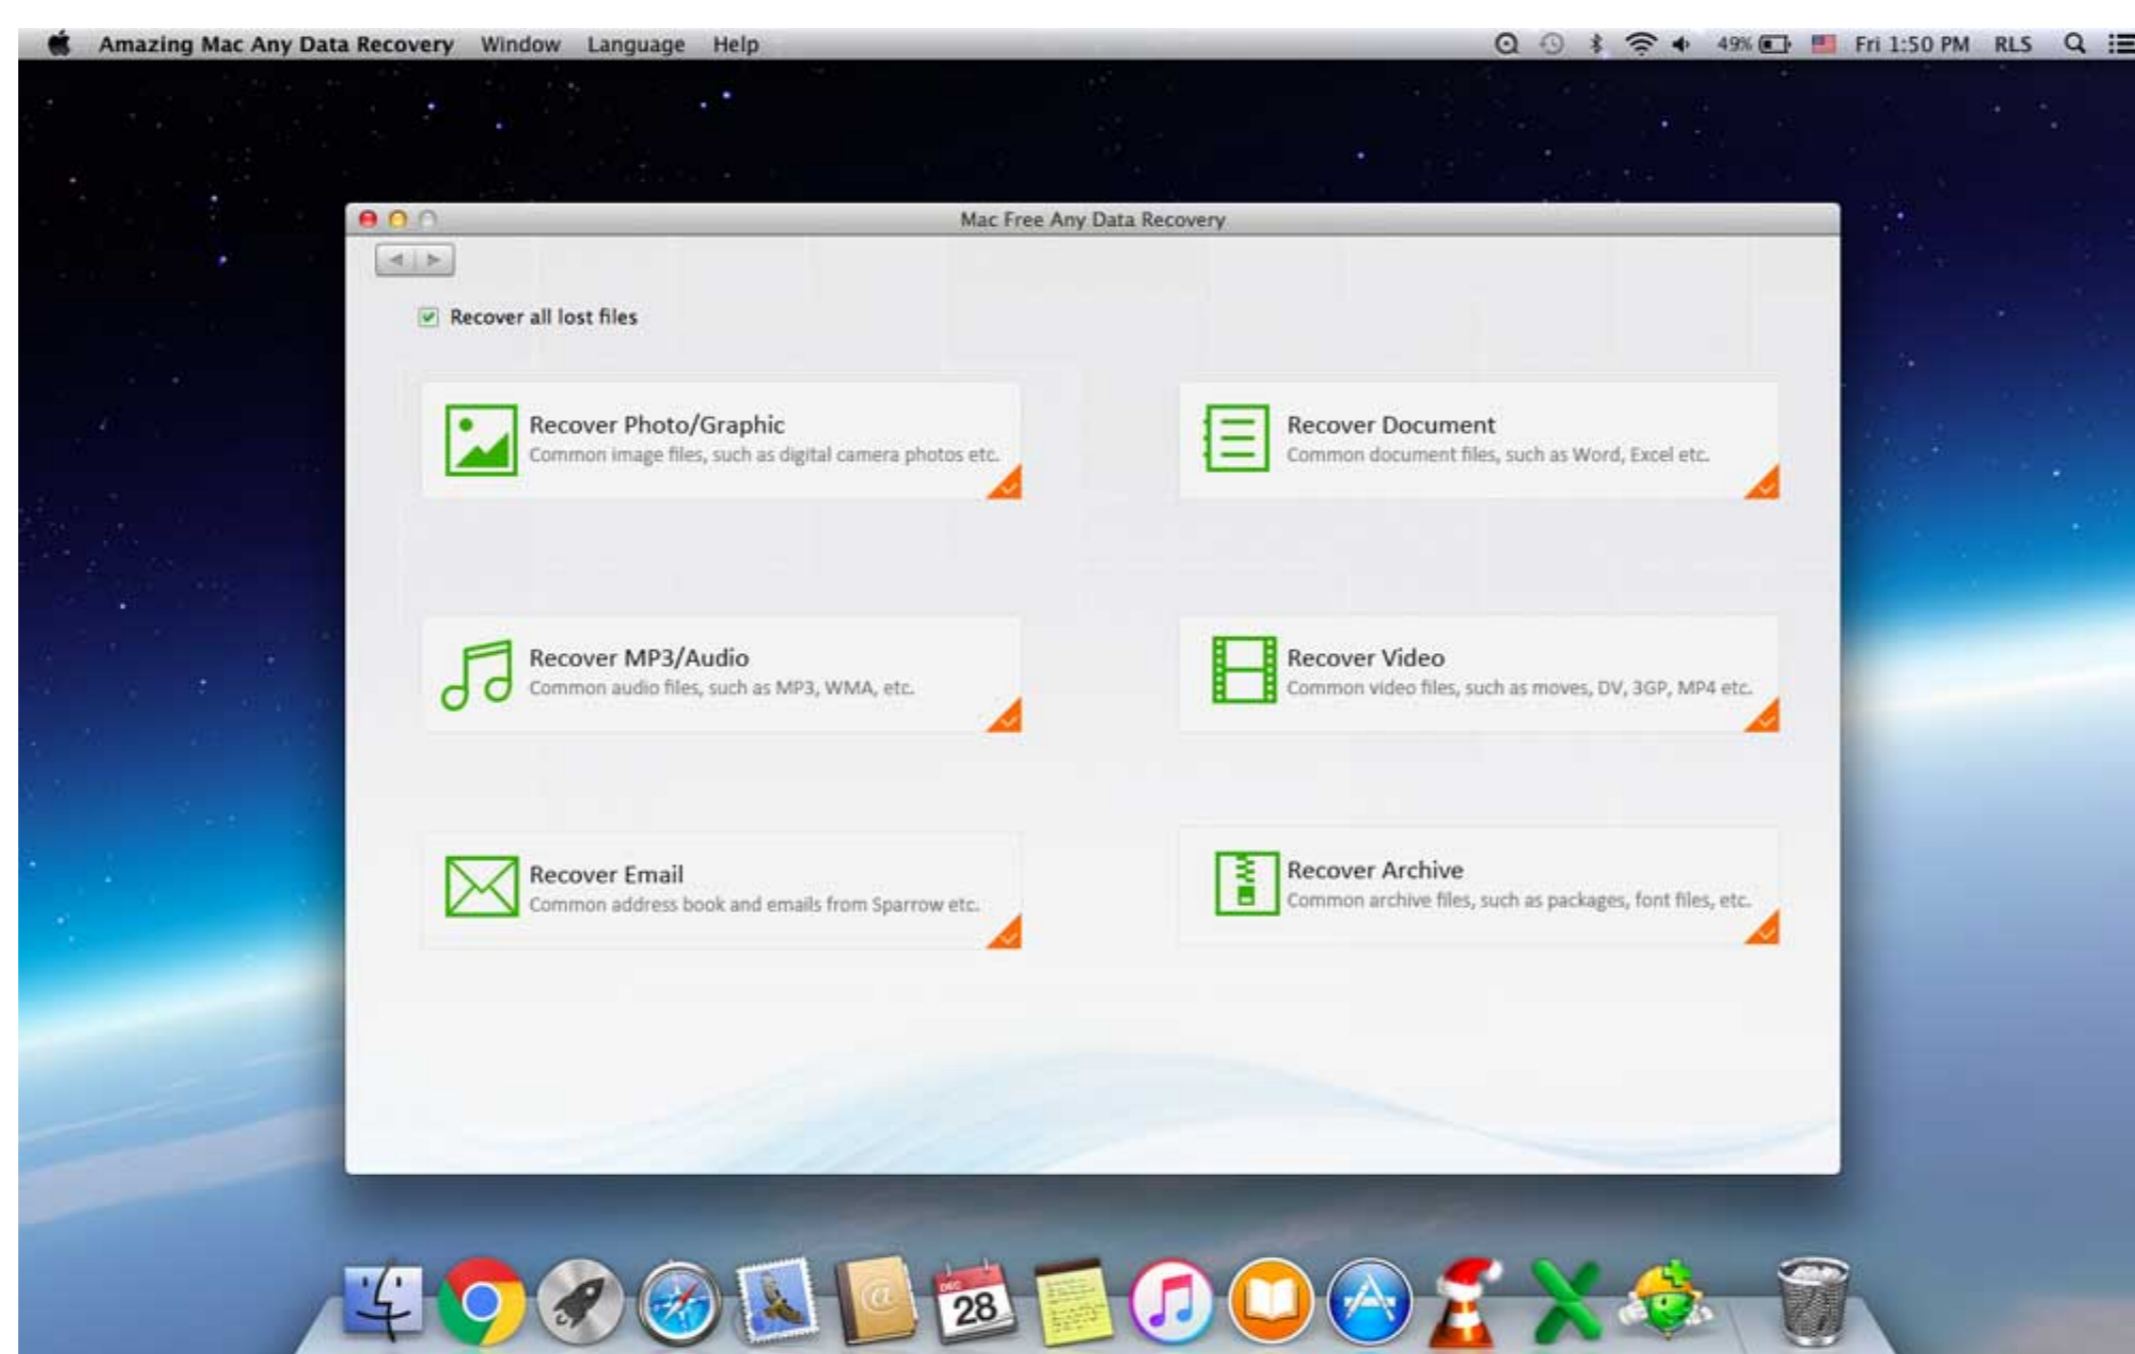 Amazing Mac Any Data Recovery Window Language Help 49% Fri 1:50 PM RLS
Mac Free Any Data Recovery
Recover all lost files
Recover Photo/Graphic
Common image files, such as digital camera photos etc.
Recover Document
Common document files, such as Word, Excel etc.
Recover MP3/Audio
Common audio files, such as MP3, WMA, etc.
Recover Video
Common video files, such as moves, DV, 3GP, MP4 etc.
Recover Email
Common address book and emails from Sparrow etc.
Recover Archive
Common archive files, such as packages, font files, etc.
@
DEC
28